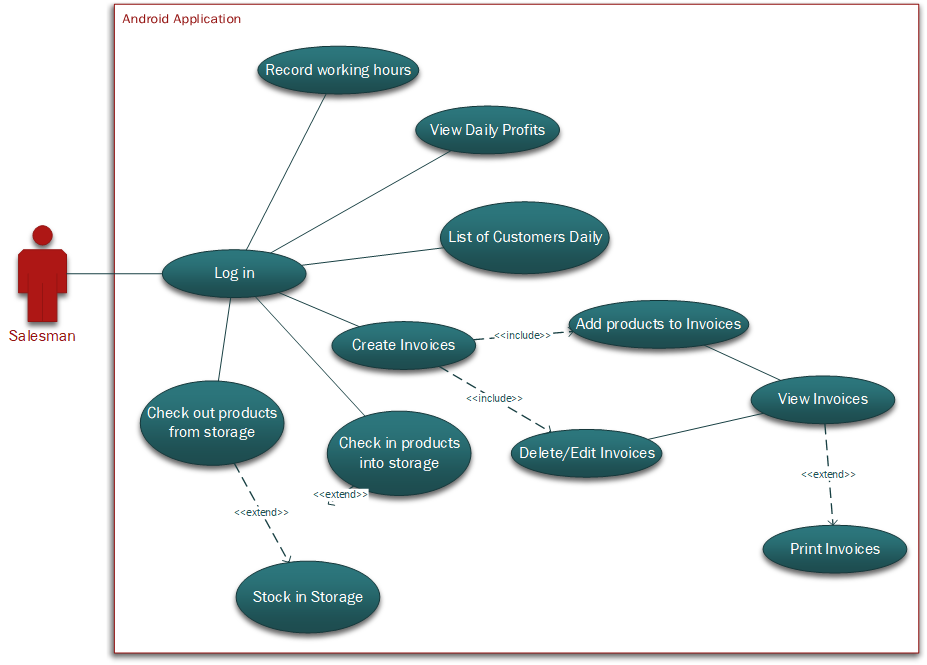 Android Application
Record working hours
View Daily Profits
List of Customers Daily
Log in
Salesman
Create Invoices
<<include>>
Add products to Invoices
<<include>>
View Invoices
Check out products
from storage
Check in products
into storage
Delete/Edit Invoices
<<extend>>
<<extend>>
<<extend>>
Print Invoices
Stock in Storage